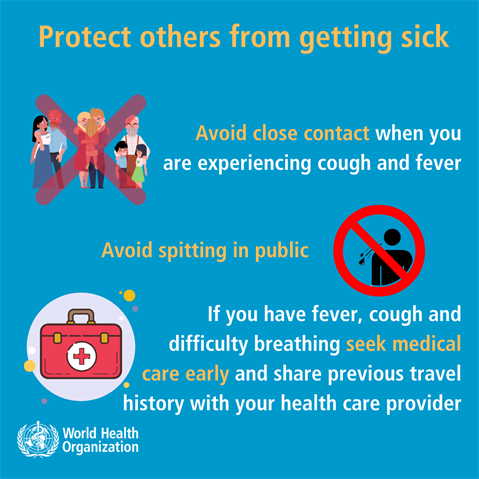 Protect others from getting sick
Avoid close contact when you
are experiencing cough and fever
Avoid spitting in public
If you have fever, cough and
difficulty breathing seek medical
care early and share previous travel
history with your health care provider
World Health
Organization